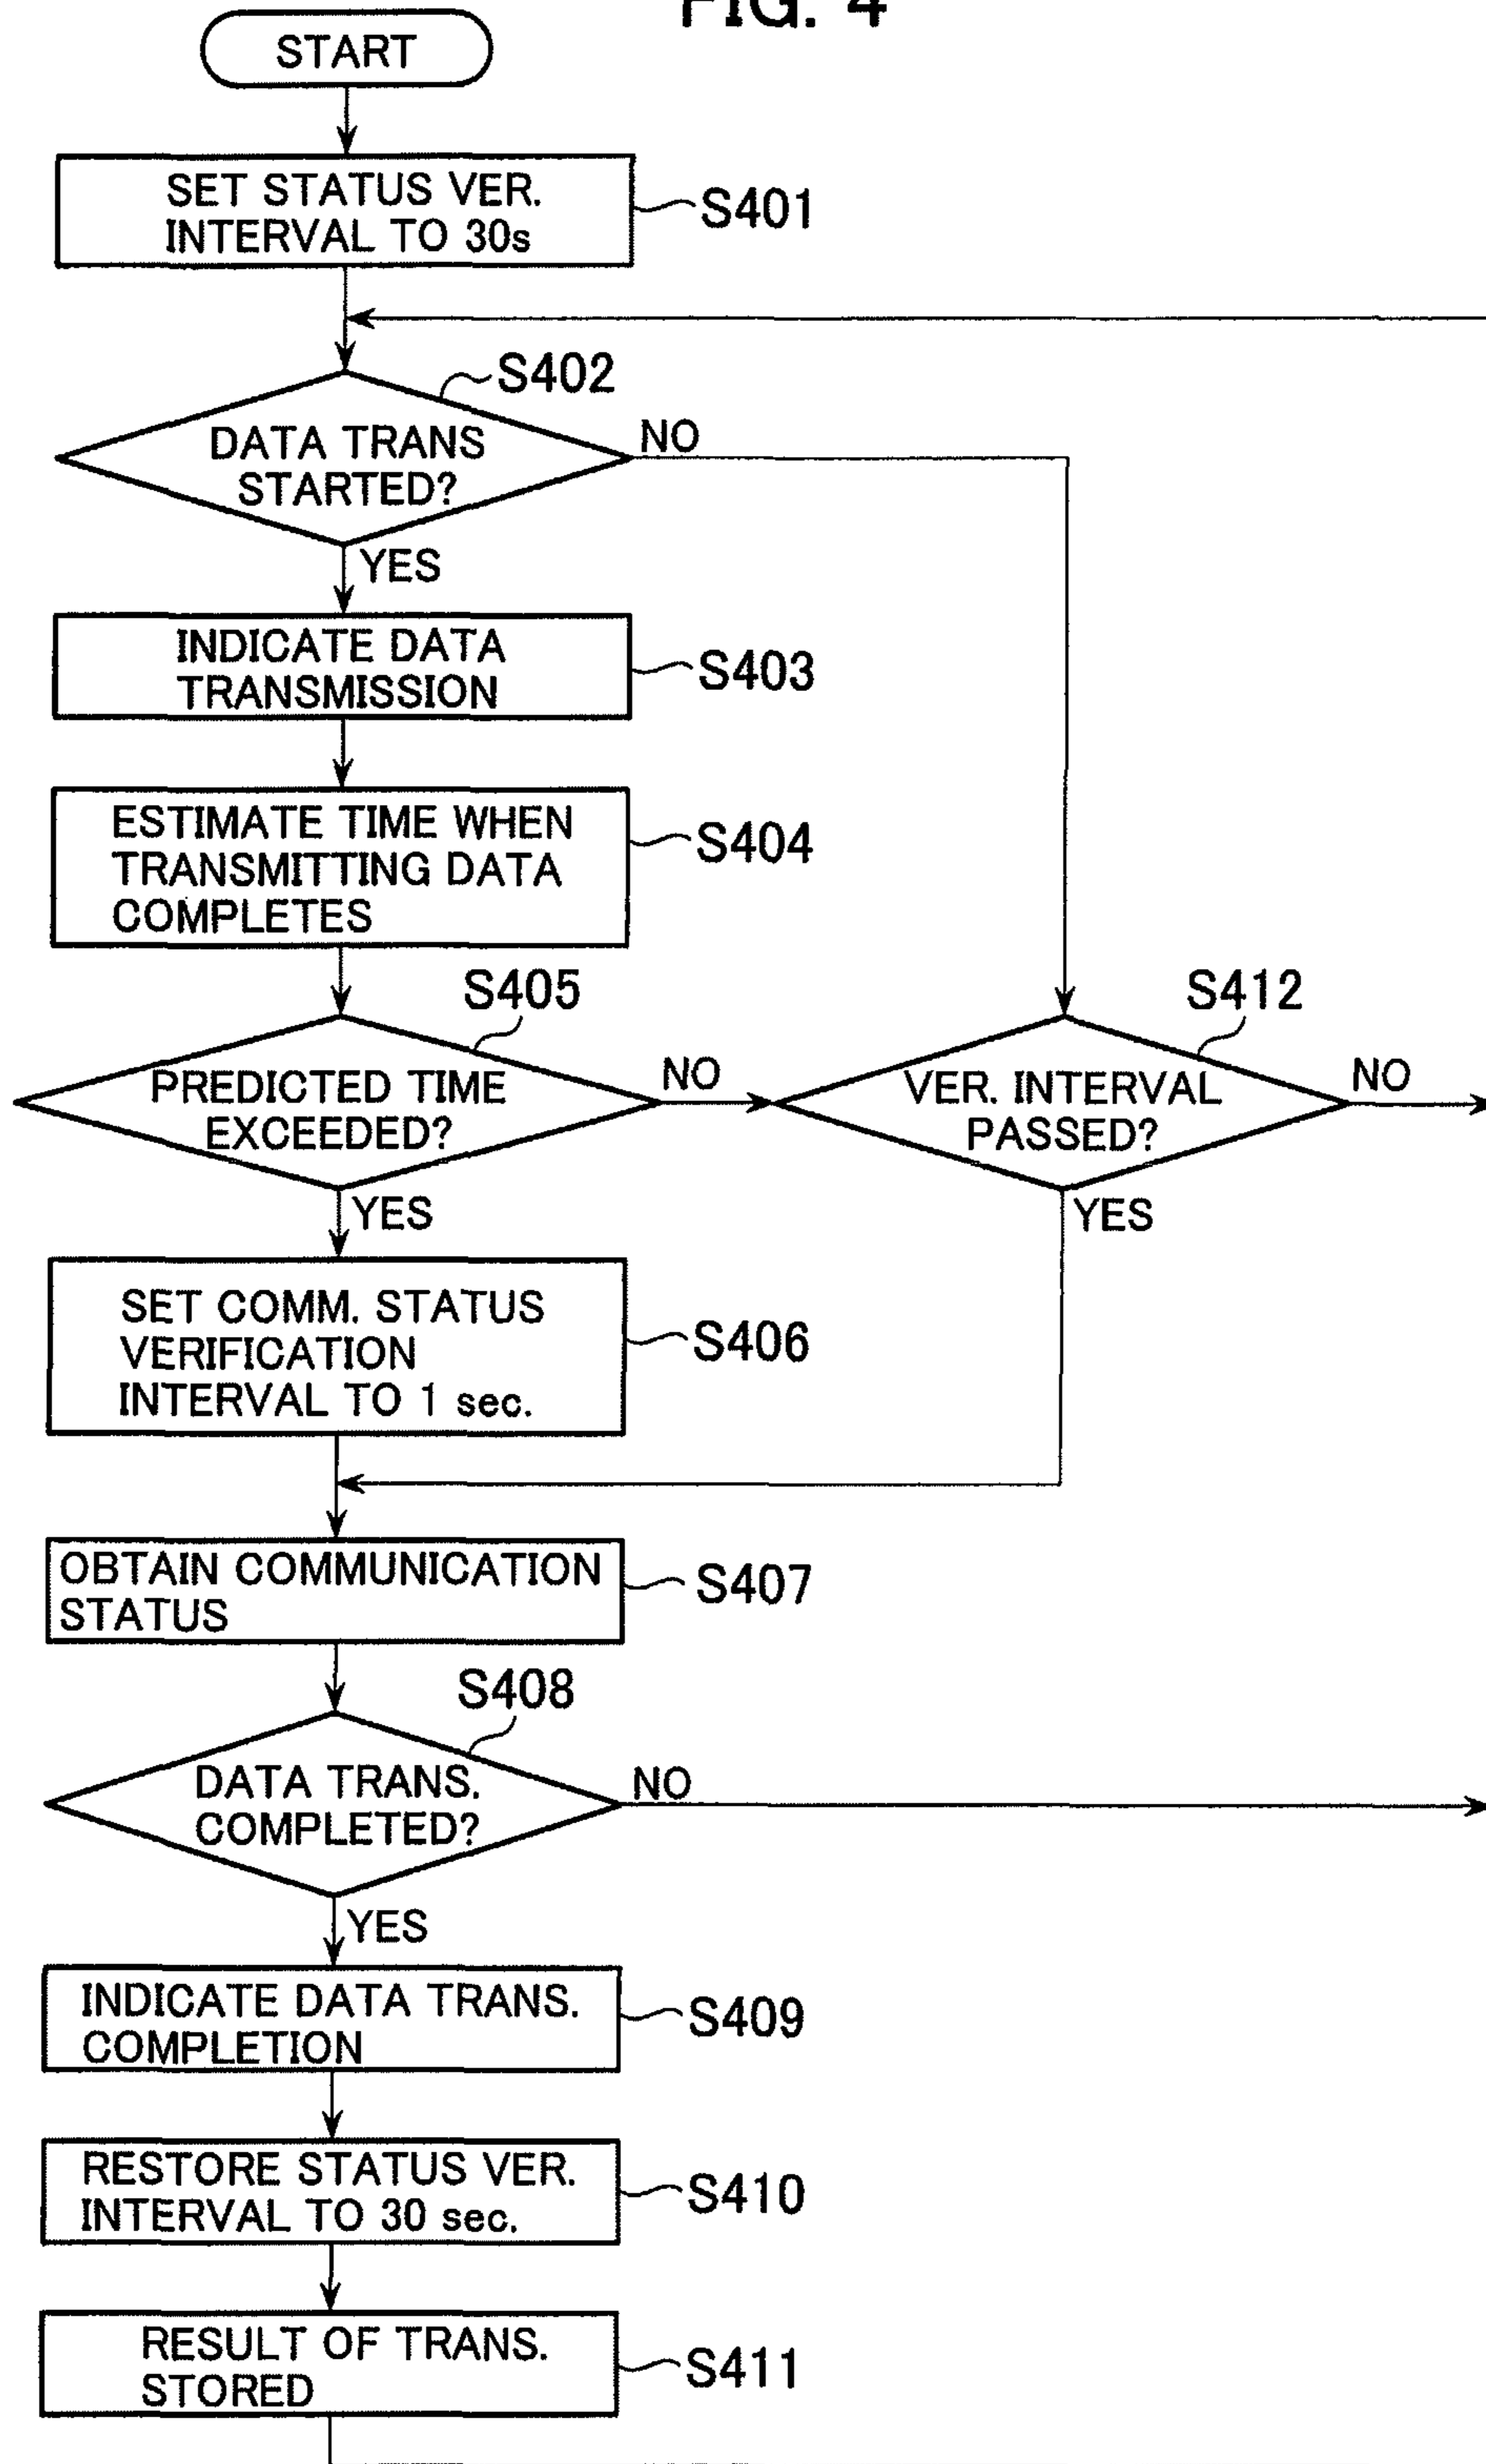 FIG. 4
START
SET STATUS VER.
INTERVAL TO 30s
S401
S402
DATA TRANS
STARTED?
NO
YES
INDICATE DATA
TRANSMISSION
S403
ESTIMATE TIME WHEN
TRANSMITTING DATA
COMPLETES
S404
S405
PREDICTED TIME
EXCEEDED?
NO
YES
S412
VER. INTERVAL
PASSED?
NO
YES
SET COMM. STATUS
VERIFICATION
INTERVAL TO 1 sec.
S406
OBTAIN COMMUNICATION
STATUS
S407
S408
DATA TRANS.
COMPLETED?
NO
YES
INDICATE DATA TRANS.
COMPLETION
S409
RESTORE STATUS VER.
INTERVAL TO 30 sec.
S410
RESULT OF TRANS.
STORED
S411